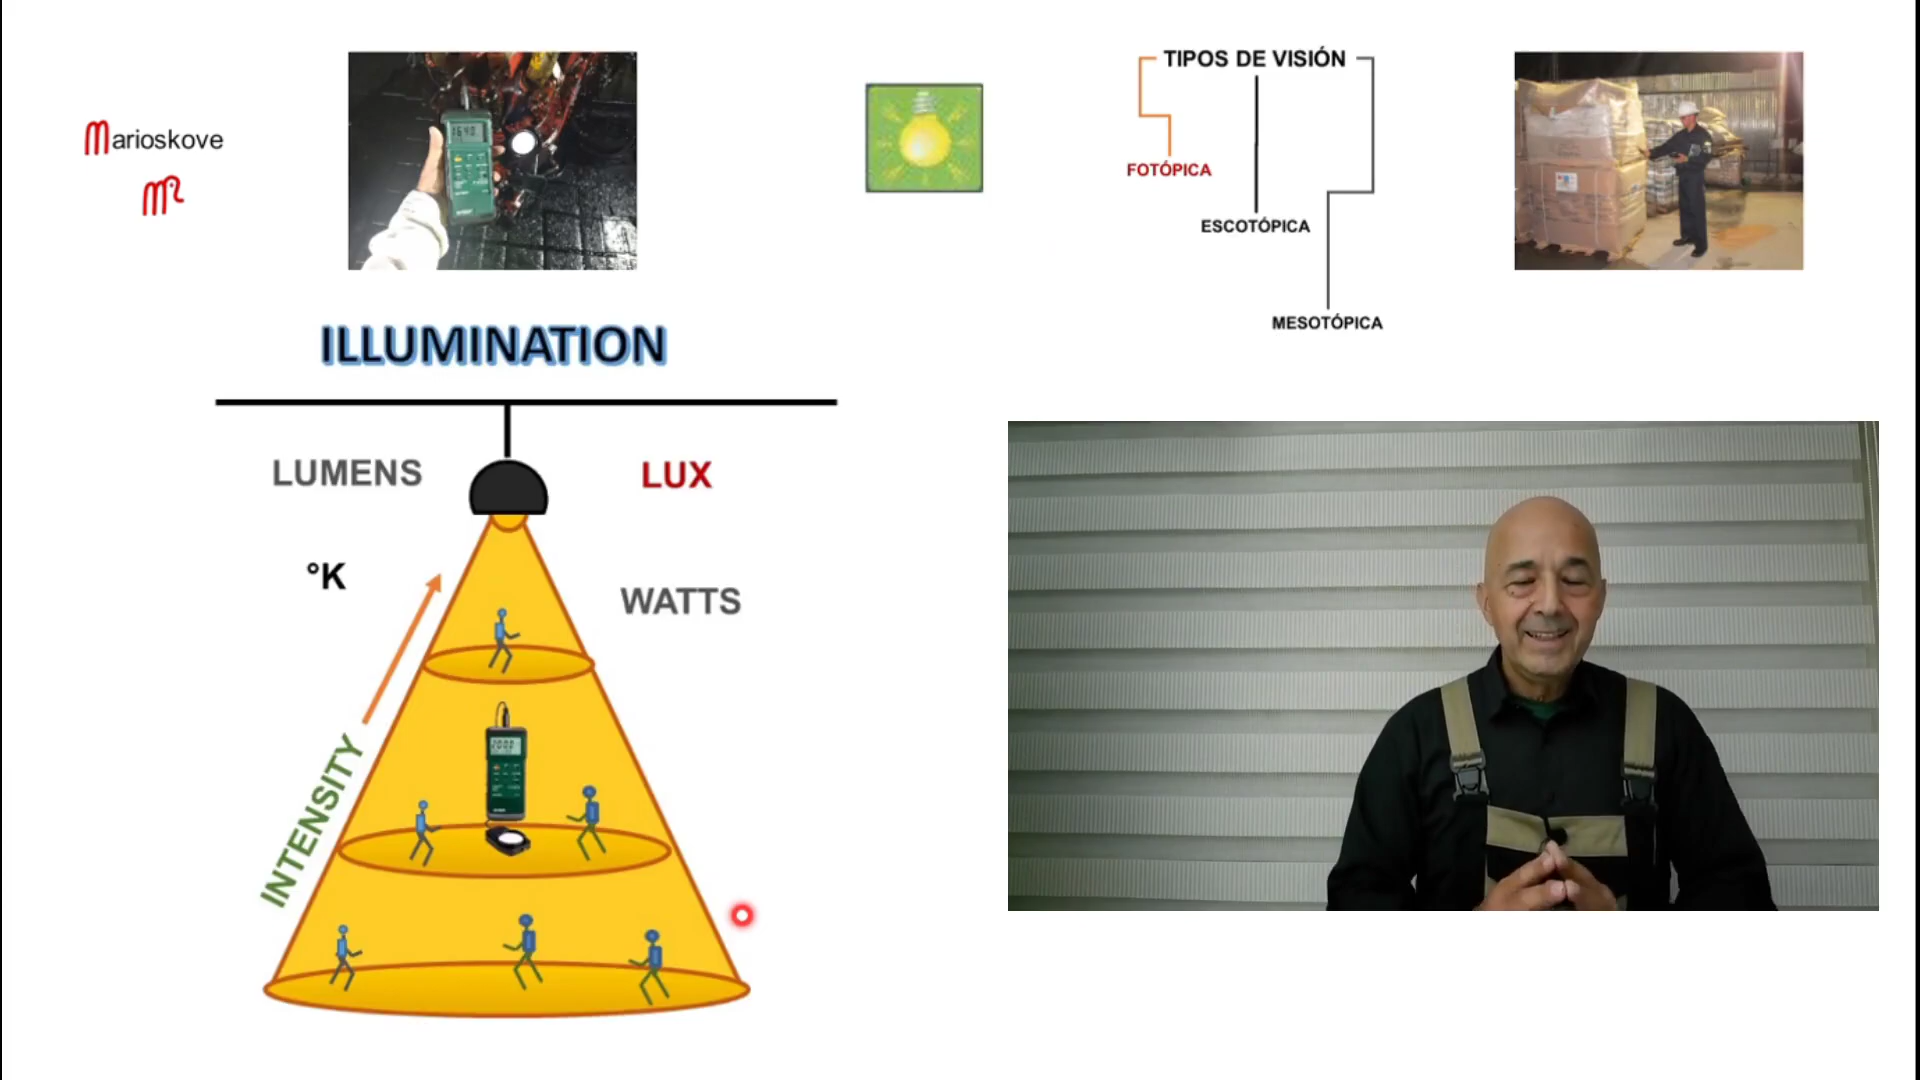 Marioskove
TIPOS DE VISIÓN
FOTÓPICA
ESCOTÓPICA
MESOTÓPICA
ILLUMINATION
LUMENS
LUX
°K
WATTS
INTENSITY